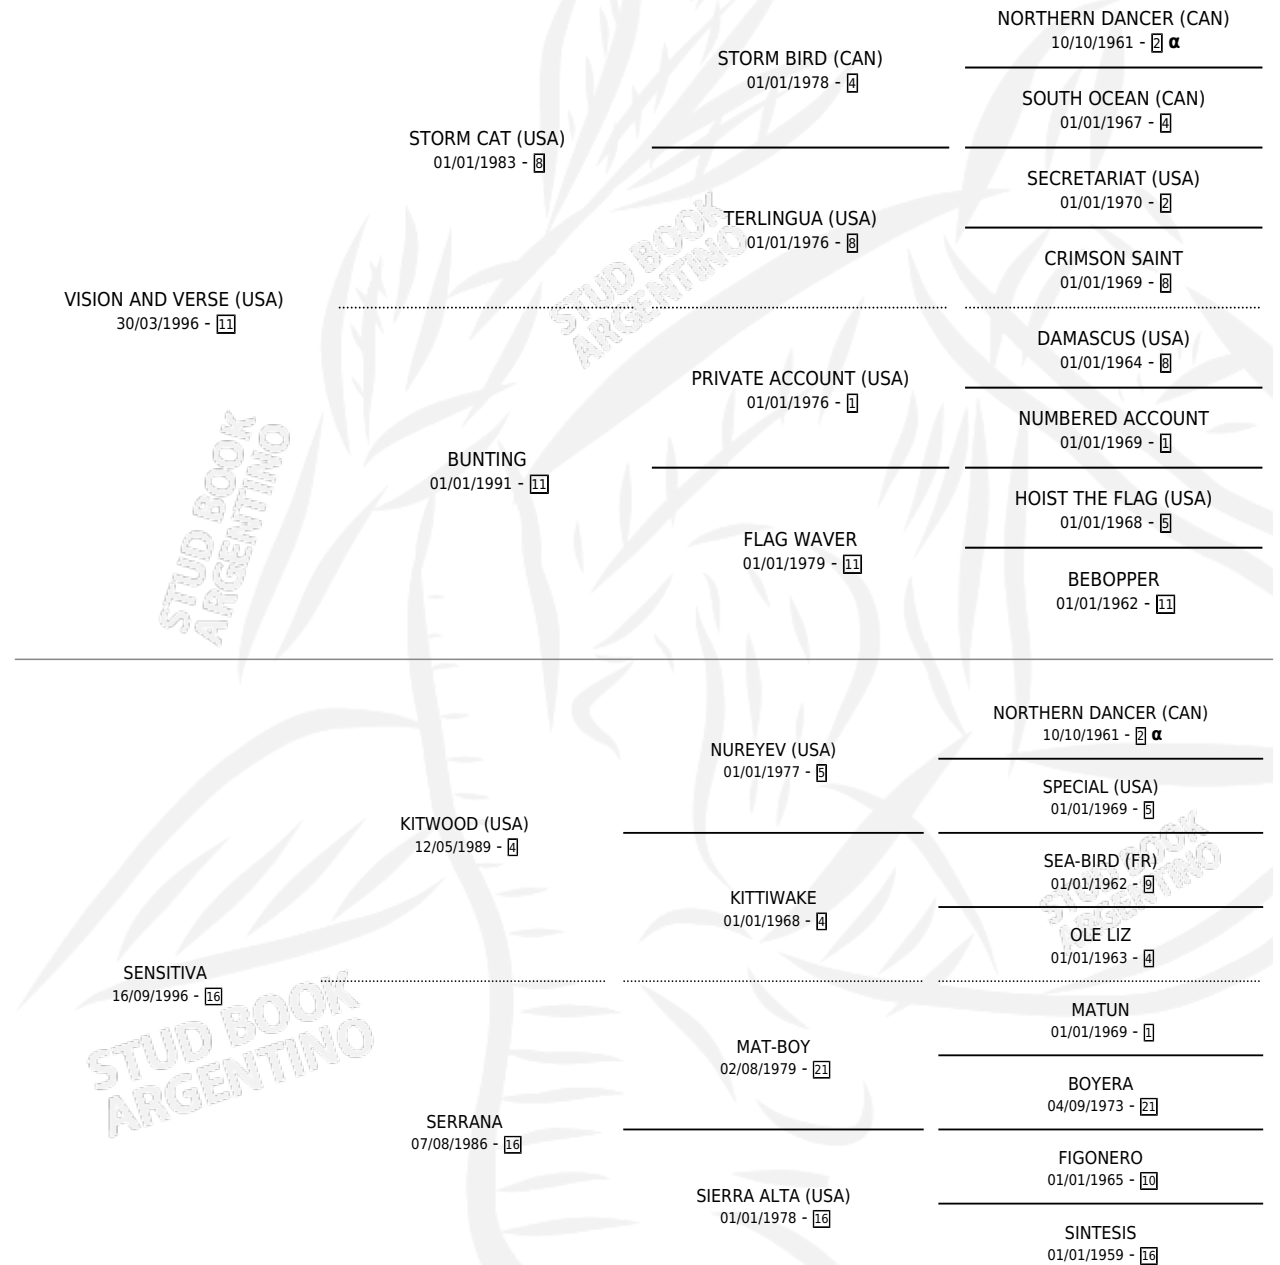 NORTHERN DANCER (CAN)
10/10/1961 - 2 α
STORM BIRD (CAN)
01/01/1978 - 4
SOUTH OCEAN (CAN)
01/01/1967 - 4
STORM CAT (USA)
01/01/1983 - 8
SECRETARIAT (USA)
01/01/1970 - 2
TERLINGUA (USA)
01/01/1976 - 8
CRIMSON SAINT
01/01/1969 - 8
VISION AND VERSE (USA)
30/03/1996 - 11
DAMASCUS (USA)
01/01/1964 - 8
PRIVATE ACCOUNT (USA)
01/01/1976 - 1
NUMBERED ACCOUNT
01/01/1969 - 1
BUNTING
01/01/1991 - 11
HOIST THE FLAG (USA)
01/01/1968 - 5
FLAG WAVER
01/01/1979 - 11
BEBOPPER
01/01/1962 - 11
STUD BOOK
ARGENTINO
STUD BOOK
ARGENTINO
NORTHERN DANCER (CAN)
10/10/1961 - 2 α
NUREYEV (USA)
01/01/1977 - 5
SPECIAL (USA)
01/01/1969 - 5
KITWOOD (USA)
12/05/1989 - 4
SEA-BIRD (FR)
01/01/1962 - 9
KITTIWAKE
01/01/1968 - 4
OLE LIZ
01/01/1963 - 4
SENSITIVA
16/09/1996 - 16
MATUN
01/01/1969 - 1
MAT-BOY
02/08/1979 - 21
BOYERA
04/09/1973 - 21
SERRANA
07/08/1986 - 16
FIGONERO
01/01/1965 - 10
SIERRA ALTA (USA)
01/01/1978 - 16
SINTESIS
01/01/1959 - 16
STUD BOOK
ARGENTINO
STUD BOOK
ARGENTINO